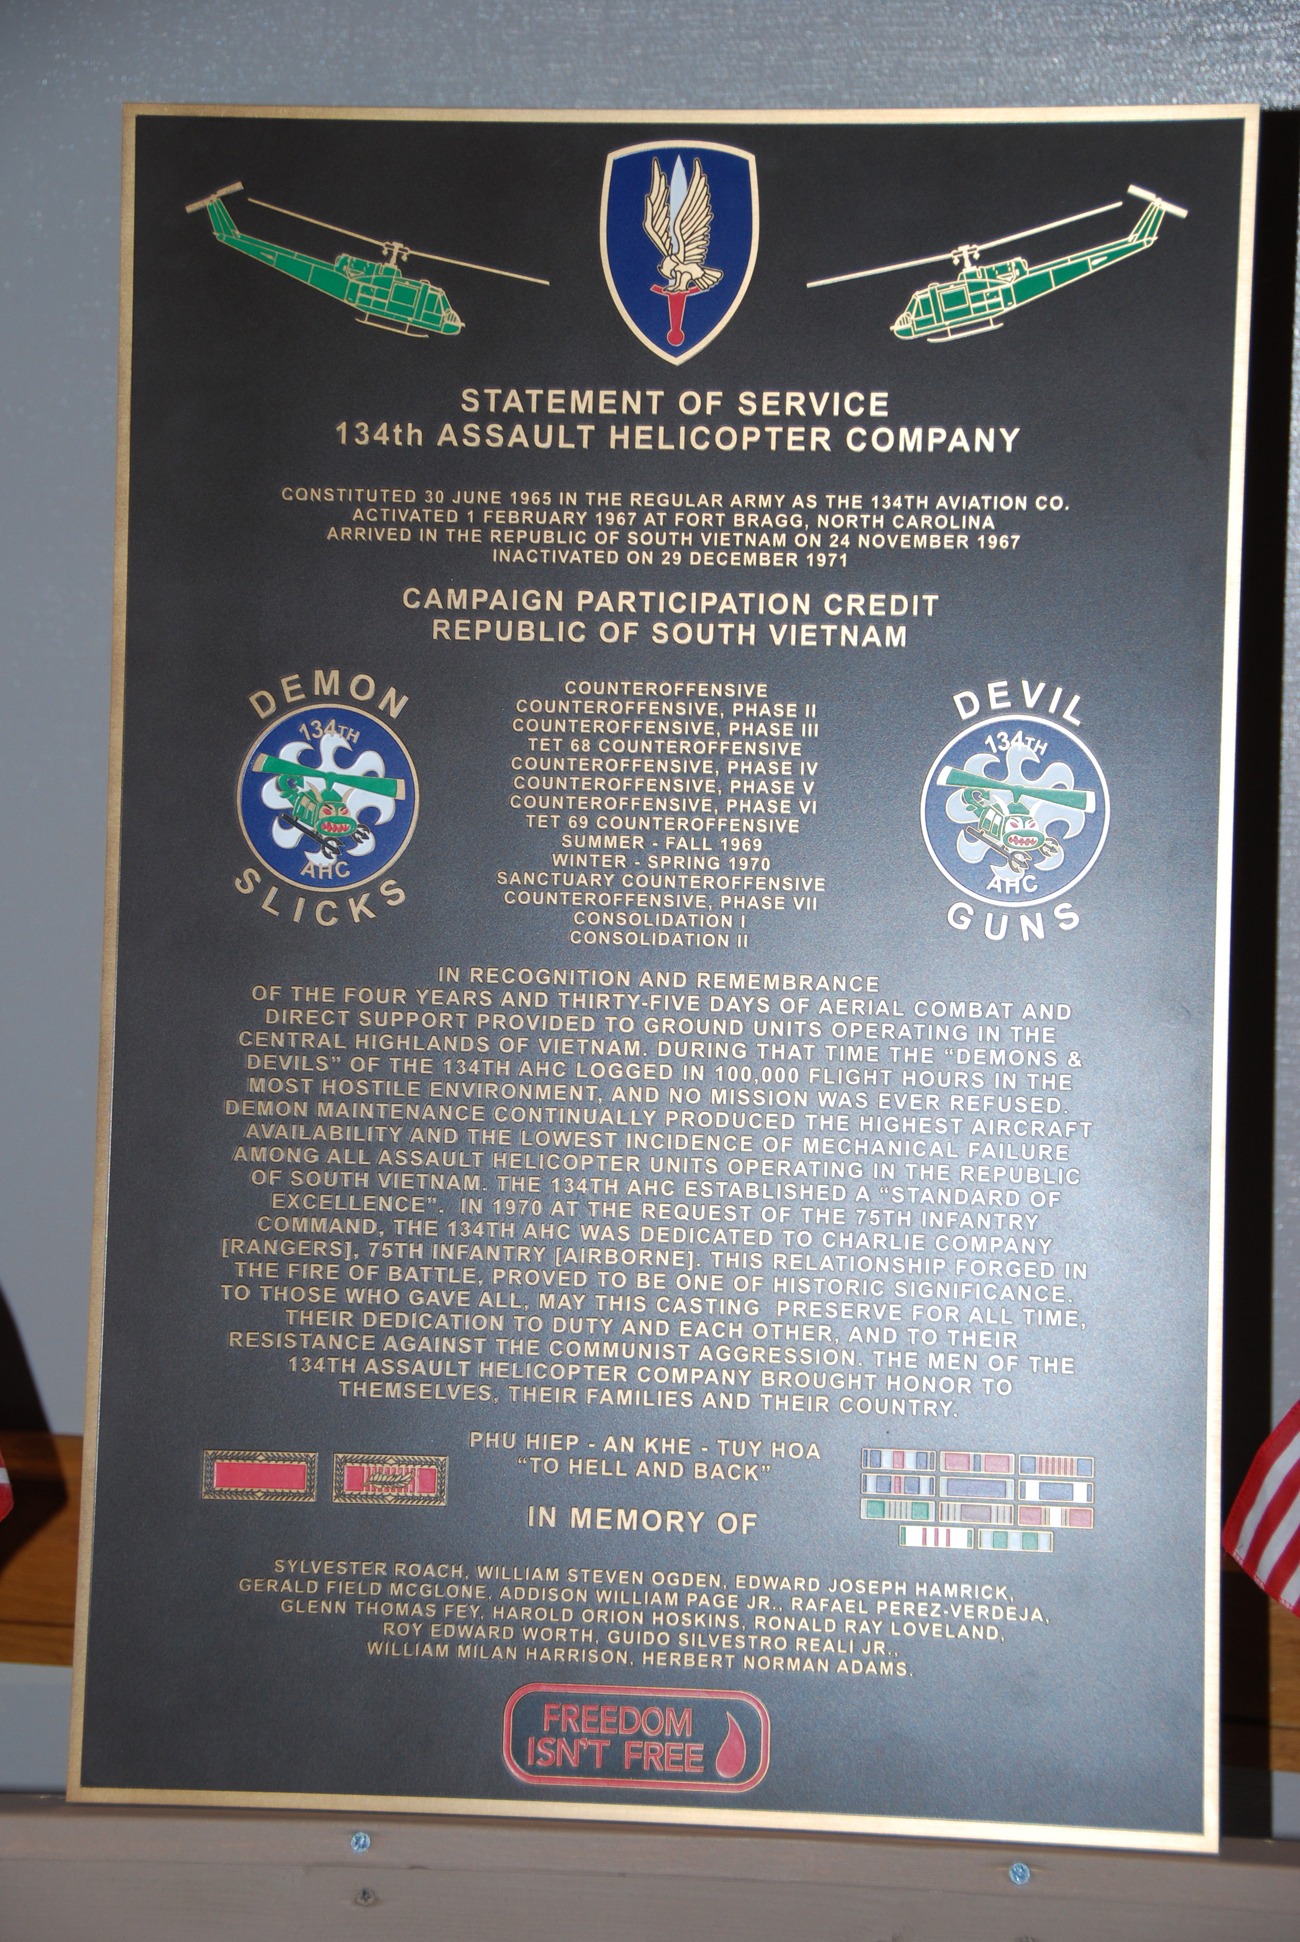 STATEMENT OF SERVICE
134th ASSAULT HELICOPTER COMPANY
CONSTITUTED 30 JUNE 1965 IN THE REGULAR ARMY AS THE 134TH AVIATION CO.
ACTIVATED 1 FEBRUARY 1967 AT FORT BRAGG, NORTH CAROLINA
ARRIVED IN THE REPUBLIC OF SOUTH VIETNAM ON 24 NOVEMBER 1967
INACTIVATED ON 29 DECEMBER 1971
CAMPAIGN PARTICIPATION CREDIT
REPUBLIC OF SOUTH VIETNAM
DEMON
134TH
AHC
SLICKS
COUNTEROFFENSIVE
COUNTEROFFENSIVE, PHASE II
COUNTEROFFENSIVE, PHASE III
TET 68 COUNTEROFFENSIVE
COUNTEROFFENSIVE, PHASE IV
COUNTEROFFENSIVE, PHASE V
COUNTEROFFENSIVE, PHASE VI
TET 69 COUNTEROFFENSIVE
SUMMER - FALL 1969
WINTER - SPRING 1970
SANCTUARY COUNTEROFFENSIVE
COUNTEROFFENSIVE, PHASE VII
CONSOLIDATION I
CONSOLIDATION II
DEVIL
134TH
AHC
GUNS
IN RECOGNITION AND REMEMBRANCE
OF THE FOUR YEARS AND THIRTY-FIVE DAYS OF AERIAL COMBAT AND
DIRECT SUPPORT PROVIDED TO GROUND UNITS OPERATING IN THE
CENTRAL HIGHLANDS OF VIETNAM. DURING THAT TIME THE “DEMONS &
DEVILS” OF THE 134TH AHC LOGGED IN 100,000 FLIGHT HOURS IN THE
MOST HOSTILE ENVIRONMENT, AND NO MISSION WAS EVER REFUSED.
DEMON MAINTENANCE CONTINUALLY PRODUCED THE HIGHEST AIRCRAFT
AVAILABILITY AND THE LOWEST INCIDENCE OF MECHANICAL FAILURE
AMONG ALL ASSAULT HELICOPTER UNITS OPERATING IN THE REPUBLIC
OF SOUTH VIETNAM. THE 134TH AHC ESTABLISHED A “STANDARD OF
EXCELLENCE”. IN 1970 AT THE REQUEST OF THE 75TH INFANTRY
COMMAND, THE 134TH AHC WAS DEDICATED TO CHARLIE COMPANY
[RANGERS], 75TH INFANTRY [AIRBORNE]. THIS RELATIONSHIP FORGED IN
THE FIRE OF BATTLE, PROVED TO BE ONE OF HISTORIC SIGNIFICANCE.
TO THOSE WHO GAVE ALL, MAY THIS CASTING PRESERVE FOR ALL TIME,
THEIR DEDICATION TO DUTY AND EACH OTHER, AND TO THEIR
RESISTANCE AGAINST THE COMMUNIST AGGRESSION. THE MEN OF THE
134TH ASSAULT HELICOPTER COMPANY BROUGHT HONOR TO
THEMSELVES, THEIR FAMILIES AND THEIR COUNTRY.
PHU HIEP - AN KHE - TUY HOA
“TO HELL AND BACK”
IN MEMORY OF
SYLVESTER ROACH, WILLIAM STEVEN OGDEN, EDWARD JOSEPH HAMRICK,
GERALD FIELD MCGLONE, ADDISON WILLIAM PAGE JR., RAFAEL PEREZ-VERDEJA,
GLENN THOMAS FEY, HAROLD ORION HOSKINS, RONALD RAY LOVELAND,
ROY EDWARD WORTH, GUIDO SILVESTRO REALI JR.,
WILLIAM MILAN HARRISON, HERBERT NORMAN ADAMS.
FREEDOM
ISN'T FREE